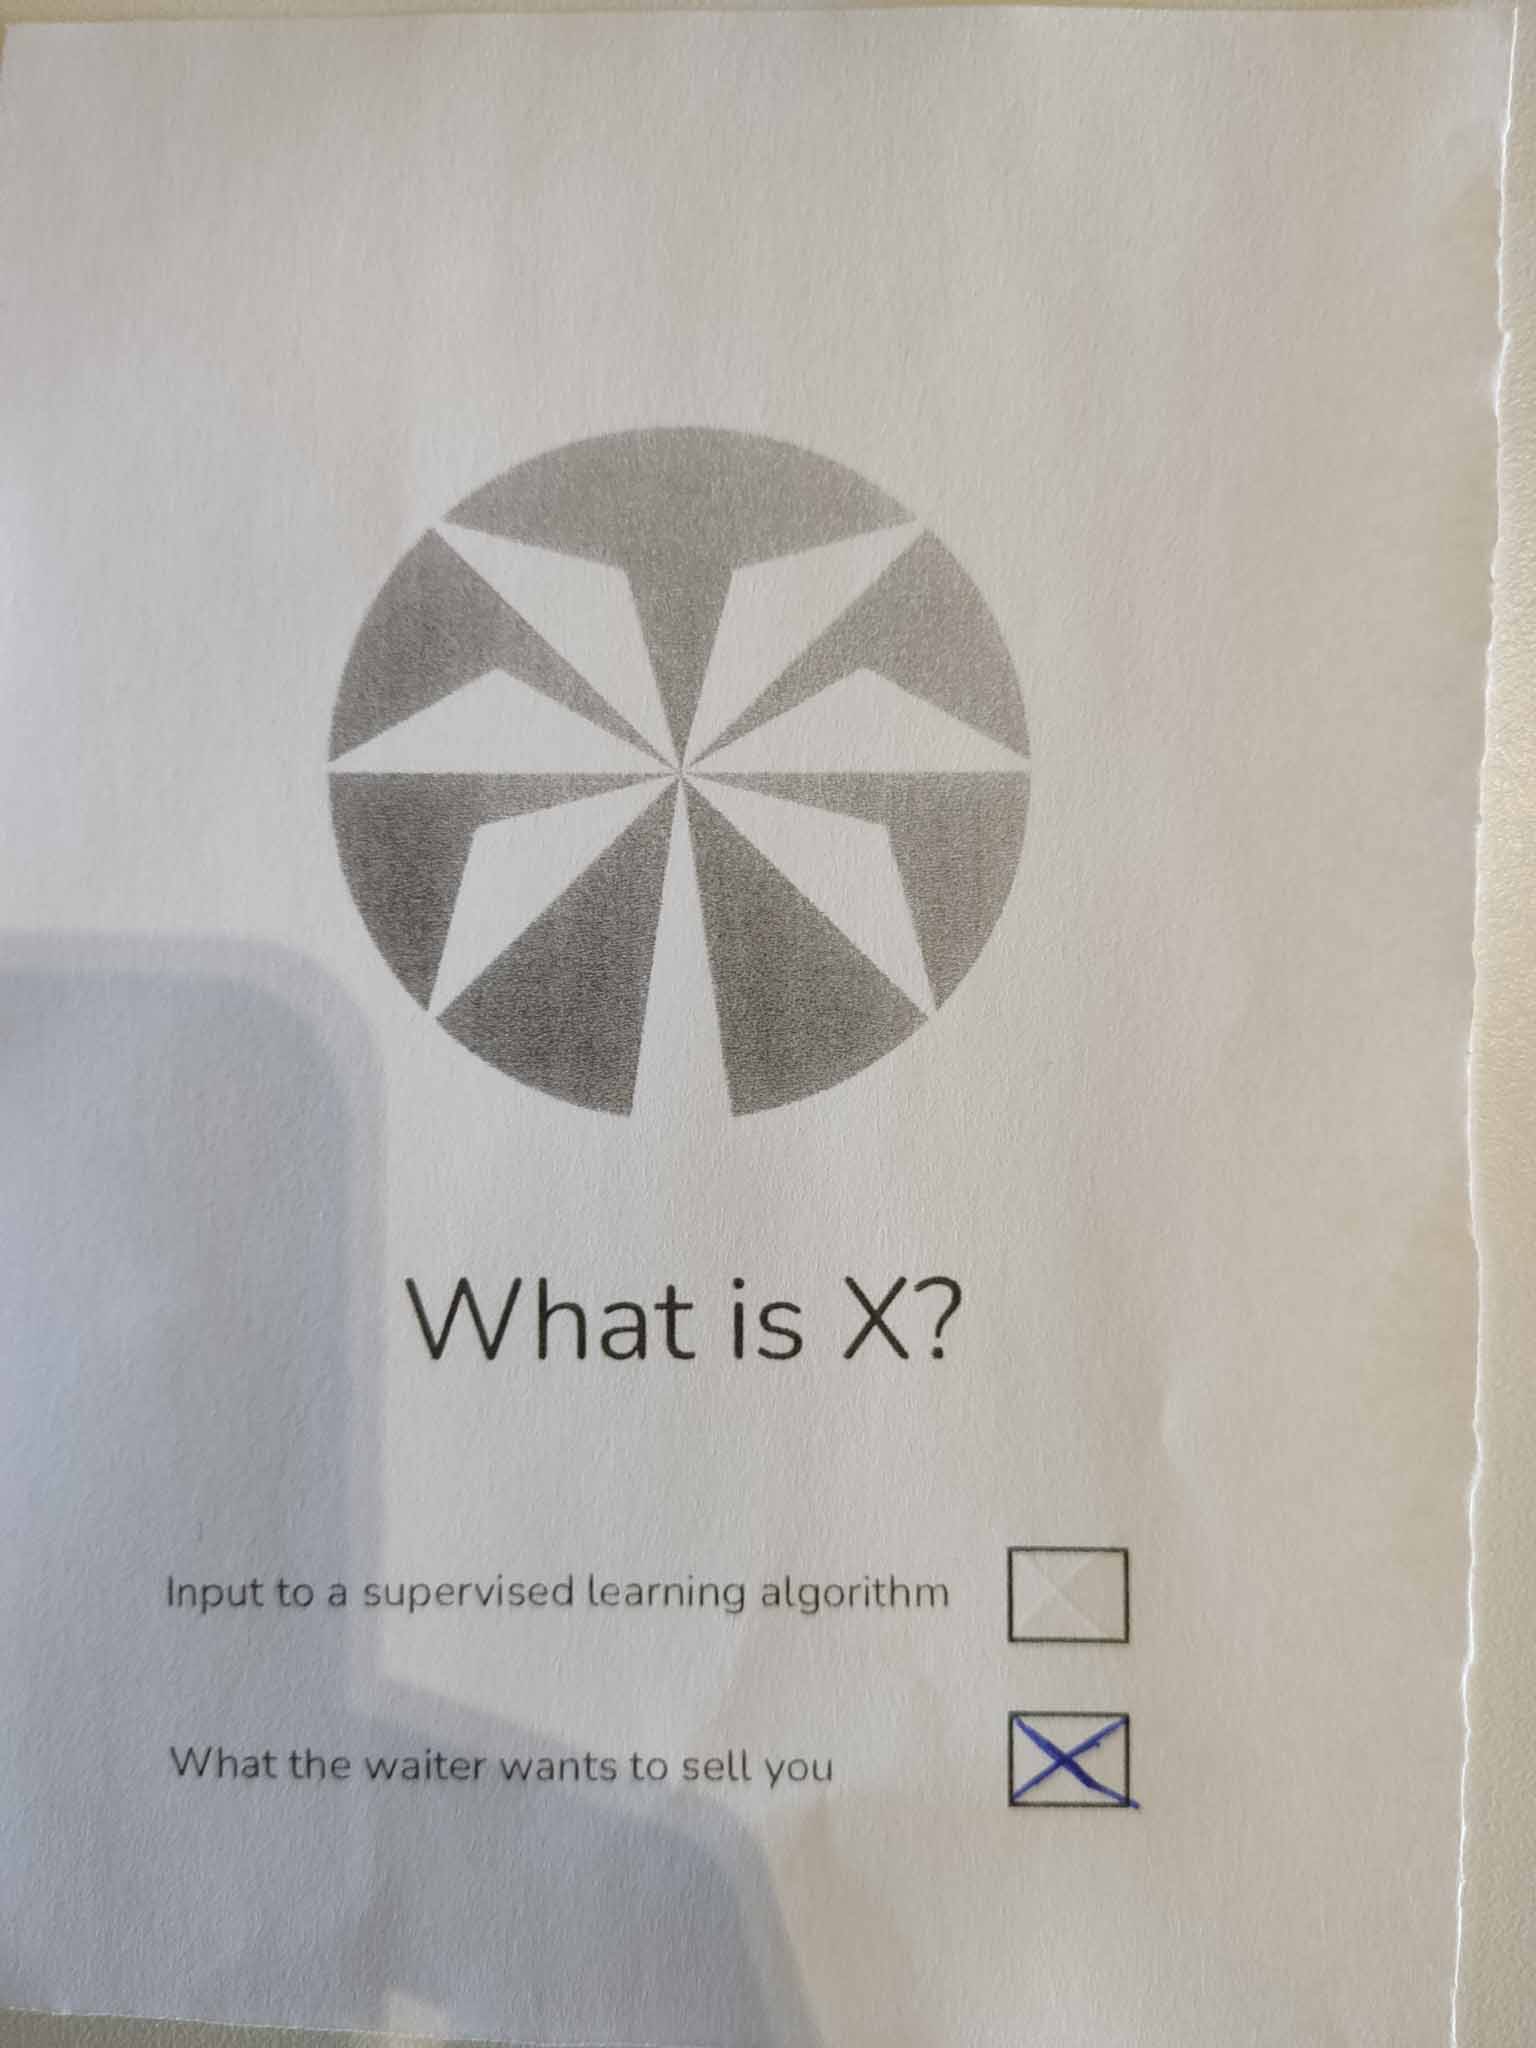 What is X?
Input to a supervised learning algorithm
What the waiter wants to sell you